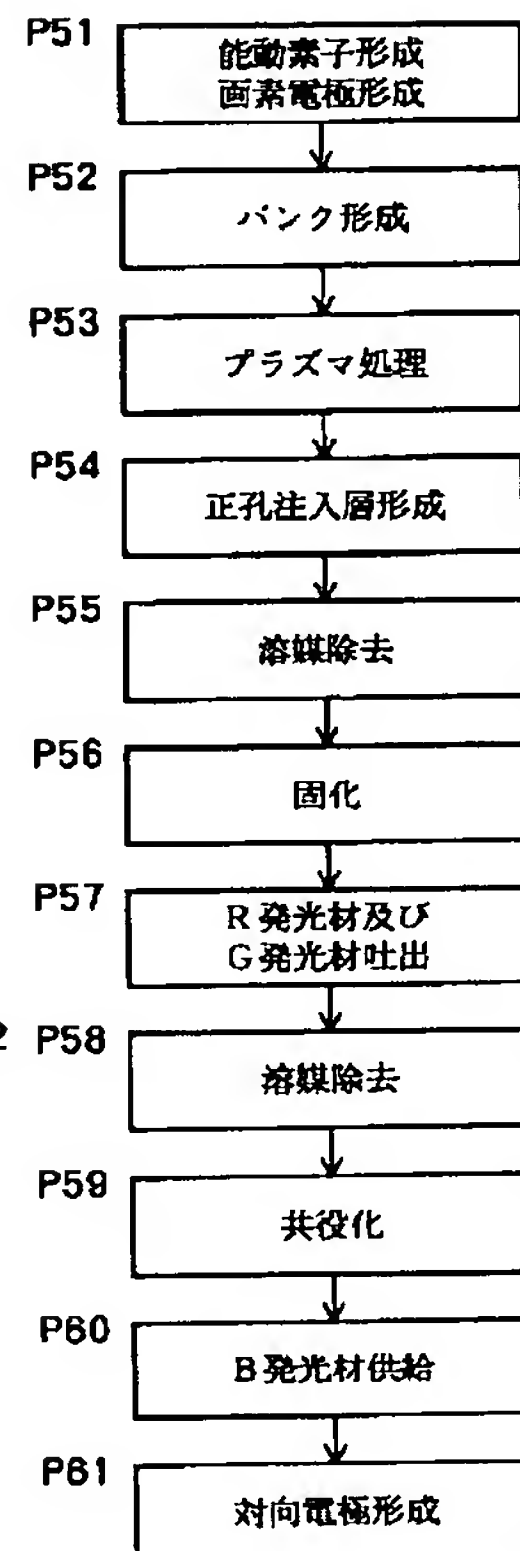 P51
能動素子形成
画素電極形成
P52
バンク形成
P53
プラズマ処理
P54
正孔注入層形成
P55
溶媒除去
P56
固化
P57
R発光材及び
G発光材吐出
P58
溶媒除去
P59
共役化
P60
B発光材供給
P61
対向電極形成